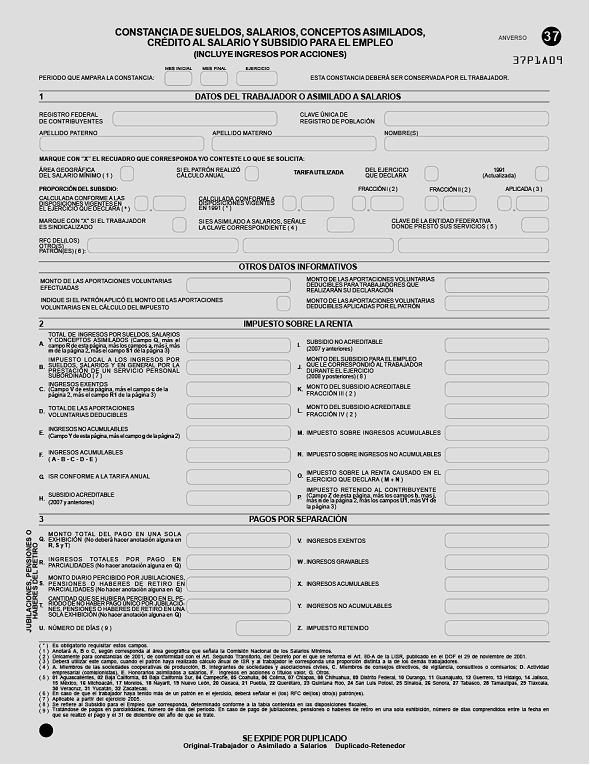 CONSTANCIA DE SUELDOS, SALARIOS, CONCEPTOS ASIMILADOS,
CRÉDITO AL SALARIO Y SUBSIDIO PARA EL EMPLEO
(INCLUYE INGRESOS POR ACCIONES)
ANVERSO
37
37P1A09
MES INICIAL MES FINAL EJERCICIO
PERIODO QUE AMPARA LA CONSTANCIA:
ESTA CONSTANCIA DEBERÁ SER CONSERVADA POR EL TRABAJADOR.
1 DATOS DEL TRABAJADOR O ASIMILADO A SALARIOS
REGISTRO FEDERAL
DE CONTRIBUYENTES
CLAVE ÚNICA DE
REGISTRO DE POBLACIÓN
APELLIDO PATERNO APELLIDO MATERNO NOMBRE(S)
MARQUE CON "X" EL RECUADRO QUE CORRESPONDA Y/O CONTESTE LO QUE SE SOLICITA:
ÁREA GEOGRÁFICA
DEL SALARIO MÍNIMO ( 1 )
SI EL PATRÓN REALIZÓ
CÁLCULO ANUAL
TARIFA UTILIZADA
DEL EJERCICIO
QUE DECLARA
1991
(Actualizada)
PROPORCIÓN DEL SUBSIDIO:
FRACCIÓN I ( 2 ) FRACCIÓN II ( 2 ) APLICADA ( 3 )
CALCULADA CONFORME A LAS
DISPOSICIONES VIGENTES EN
EL EJERCICIO QUE DECLARA ( * )
CALCULADA CONFORME A
DISPOSICIONES VIGENTES
EN 1991 ( * )
MARQUE CON "X" SI EL TRABAJADOR
ES SINDICALIZADO
SI ES ASIMILADO A SALARIOS, SEÑALE
LA CLAVE CORRESPONDIENTE ( 4 )
CLAVE DE LA ENTIDAD FEDERATIVA
DONDE PRESTÓ SUS SERVICIOS ( 5 )
RFC DEL(LOS)
OTRO(S)
PATRÓN(ES) ( 6 ) :
OTROS DATOS INFORMATIVOS
MONTO DE LAS APORTACIONES VOLUNTARIAS
EFECTUADAS
MONTO DE LAS APORTACIONES VOLUNTARIAS
DEDUCIBLES PARA TRABAJADORES QUE
REALIZARÁN SU DECLARACIÓN
INDIQUE SI EL PATRÓN APLICÓ EL MONTO DE LAS APORTACIONES
VOLUNTARIAS EN EL CÁLCULO DEL IMPUESTO
MONTO DE LAS APORTACIONES VOLUNTARIAS
DEDUCIBLES APLICADAS POR EL PATRÓN
2 IMPUESTO SOBRE LA RENTA
A. TOTAL DE INGRESOS POR SUELDOS, SALARIOS
Y CONCEPTOS ASIMILADOS (Campo Q, más el
campo R de esta página, más los campos a, más i, más
m de la página 2, más el campo S1 de la página 3)
B. IMPUESTO LOCAL A LOS INGRESOS POR
SUELDOS, SALARIOS Y EN GENERAL POR LA
PRESTACIÓN DE UN SERVICIO PERSONAL
SUBORDINADO ( 7 )
C. INGRESOS EXENTOS
(Campo V de esta página, más el campo c de la
página 2, más el campo R1 de la página 3)
D. TOTAL DE LAS APORTACIONES
VOLUNTARIAS DEDUCIBLES
E. INGRESOS NO ACUMULABLES
(Campo Y de esta página, más el campo g de la página 2)
F. INGRESOS ACUMULABLES
( A - B - C - D - E )
G. ISR CONFORME A LA TARIFA ANUAL
H. SUBSIDIO ACREDITABLE
(2007 y anteriores)
I. SUBSIDIO NO ACREDITABLE
(2007 y anteriores)
J. MONTO DEL SUBSIDIO PARA EL EMPLEO
QUE LE CORRESPONDIÓ AL TRABAJADOR
DURANTE EL EJERCICIO
(2008 y posteriores) ( 8 )
K. MONTO DEL SUBSIDIO ACREDITABLE
FRACCIÓN III ( 2 )
L. MONTO DEL SUBSIDIO ACREDITABLE
FRACCIÓN IV ( 2 )
M. IMPUESTO SOBRE INGRESOS ACUMULABLES
N. IMPUESTO SOBRE INGRESOS NO ACUMULABLES
O. IMPUESTO SOBRE LA RENTA CAUSADO EN EL
EJERCICIO QUE DECLARA ( M + N )
P. IMPUESTO RETENIDO AL CONTRIBUYENTE
(Campo Z de esta página, más los campos b, mas j,
más n de la página 2, más los campos U1, más V1 de la
página 3)
3 PAGOS POR SEPARACIÓN
JUBILACIONES, PENSIONES O
HABERES DEL RETIRO
Q. MONTO TOTAL DEL PAGO EN UNA SOLA
EXHIBICIÓN (No deberá hacer anotación alguna en
R, S y T)
R. INGRESOS TOTALES POR PAGO EN
PARCIALIDADES (No hacer anotación alguna en Q)
S. MONTO DIARIO PERCIBIDO POR JUBILACIONES,
PENSIONES O HABERES DE RETIRO EN
PARCIALIDADES (No hacer anotación alguna en Q)
T. CANTIDAD QUE SE HUBIERA PERCIBIDO EN EL PE-
RIODO DE NO HABER PAGO ÚNICO POR JUBILACIO-
NES, PENSIONES O HABERES DE RETIRO EN UNA
SOLA EXHIBICIÓN (No hacer anotación alguna en Q)
U. NÚMERO DE DÍAS ( 9 )
V. INGRESOS EXENTOS
W. INGRESOS GRAVABLES
X. INGRESOS ACUMULABLES
Y. INGRESOS NO ACUMULABLES
Z. IMPUESTO RETENIDO
( * ) Es obligatorio requisitar estos campos.
( 1 ) Anotará A, B o C, según corresponda al área geográfica que señala la Comisión Nacional de los Salarios Mínimos.
( 2 ) Únicamente para constancias de 2001, de conformidad con el Art. Segundo Transitorio, del Decreto por el que se reforma el Art. 80-A de la LISR, publicado en el DOF el 29 de noviembre de 2001.
( 3 ) Deberá utilizar este campo, cuando el patrón haya realizado cálculo anual de ISR y al trabajador le corresponda una proporción distinta a la de los demás trabajadores.
( 4 ) A. Miembros de las sociedades cooperativas de producción. B. Integrantes de sociedades y asociaciones civiles. C. Miembros de consejos directivos, de vigilancia, consultivos o comisarios; D. Actividad
empresarial (comisionistas). E. Honorarios asimilados a salarios. F. Ingresos en acciones o títulos valor. G. Otros.
( 5 ) 01 Aguascalientes, 02 Baja California, 03 Baja California Sur, 04 Campeche, 05 Coahuila, 06 Colima, 07 Chiapas, 08 Chihuahua, 09 Distrito Federal, 10 Durango, 11 Guanajuato, 12 Guerrero, 13 Hidalgo, 14 Jalisco,
15 México, 16 Michoacán, 17 Morelos, 18 Nayarit, 19 Nuevo León, 20 Oaxaca, 21 Puebla, 22 Querétaro, 23 Quintana Roo, 24 San Luis Potosí, 25 Sinaloa, 26 Sonora, 27 Tabasco, 28 Tamaulipas, 29 Tlaxcala,
30 Veracruz, 31 Yucatán, 32 Zacatecas.
( 6 ) En caso de que el trabajador haya tenido más de un patrón en el ejercicio, deberá señalar el (los) RFC del(los) otro(s) patrón(es).
( 7 ) Aplicable a partir del ejercicio 2005.
( 8 ) Se refiere al Subsidio para el Empleo que corresponda, determinado conforme a la tabla contenida en las disposiciones fiscales.
( 9 ) Tratándose de pagos en parcialidades, número de días del periodo. En caso de pago de jubilaciones, pensiones o haberes de retiro en una sola exhibición, número de días comprendidos entre la fecha en
que se realizó el pago y el 31 de diciembre del año de que se trate.
SE EXPIDE POR DUPLICADO
Original-Trabajador o Asimilado a Salarios Duplicado-Retenedor